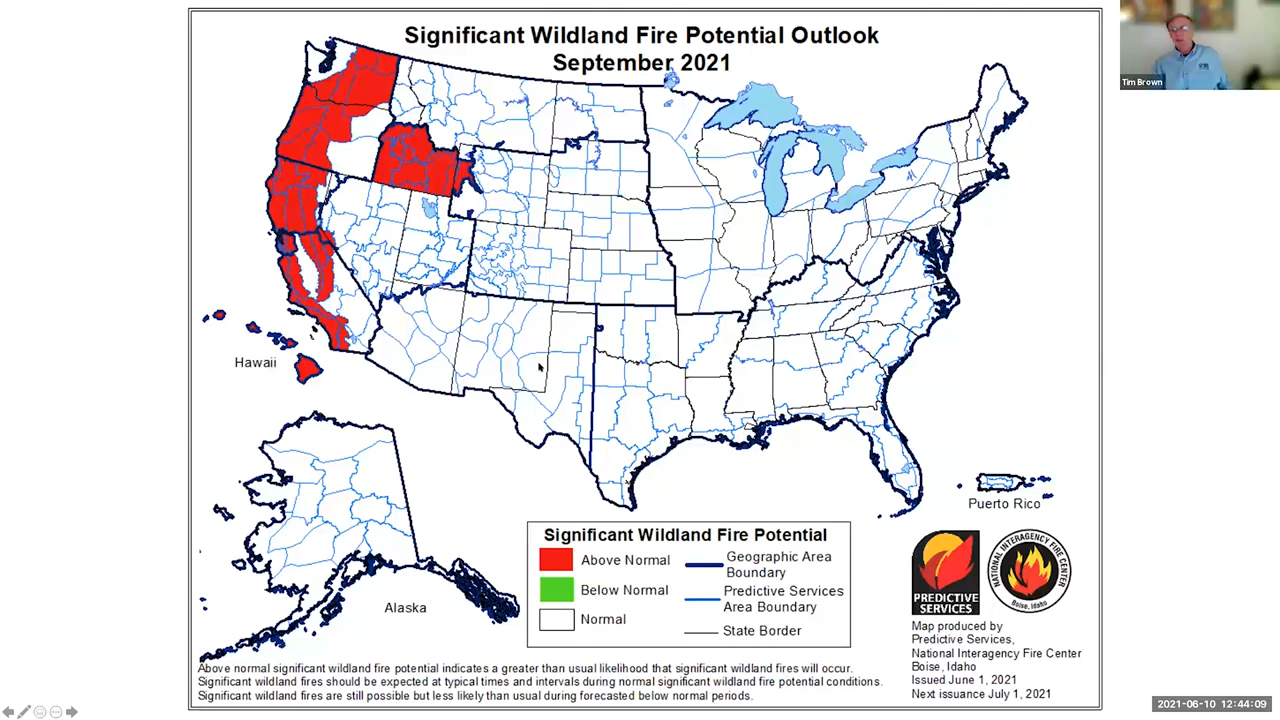 Significant Wildland Fire Potential Outlook
September 2021
Tim Brown
Hawaii
Alaska
Puerto Rico
Significant Wildland Fire Potential
Above Normal
Below Normal
Normal
Geographic Area
Boundary
Predictive Services
Area Boundary
State Border
PREDICTIVE
SERVICES
NATIONAL INTERAGENCY FIRE CENTER
Boise, Idaho
Map produced by
Predictive Services,
National Interagency Fire Center
Boise, Idaho
Issued June 1, 2021
Next issuance July 1, 2021
Above normal significant wildland fire potential indicates a greater than usual likelihood that significant wildland fires will occur.
Significant wildland fires should be expected at typical times and intervals during normal significant wildland fire potential conditions.
Significant wildland fires are still possible but less likely than usual during forecasted below normal periods.
2021-06-10 12:44:09